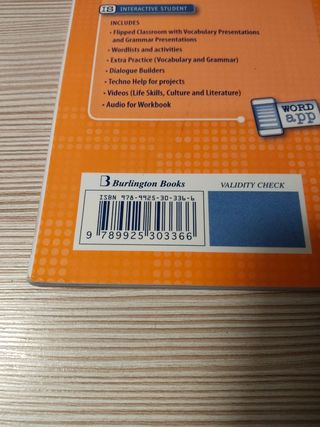 IS INTERACTIVE STUDENT
INCLUDES
• Flipped Classroom with Vocabulary Presentations
and Grammar Presentations
• Wordlists and activities
• Extra Practice (Vocabulary and Grammar)
• Dialogue Builders
• Techno Help for projects
• Videos (Life Skills, Culture and Literature)
• Audio for Workbook
WORD
app
B Burlington Books
VALIDITY CHECK
ISBN 978-9925-30-336-6
9 789925 303366